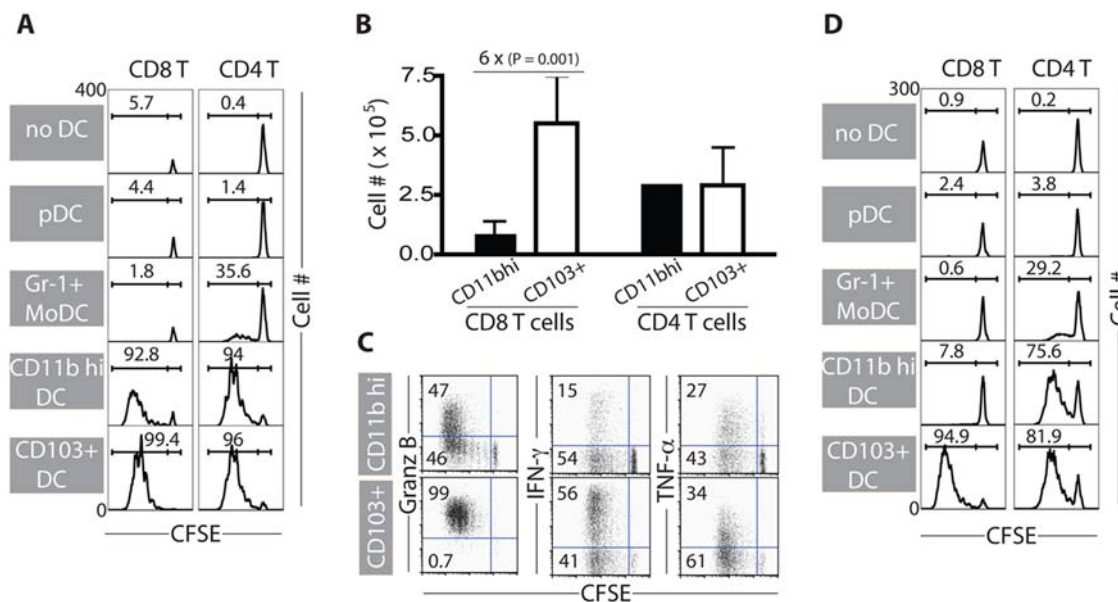 A
CD8 T CD4 T
400
no DC
5.7 0.4
pDC
4.4 1.4
Gr-1+
MoDC
1.8 35.6
CD11b hi
DC
92.8 94
CD103+
DC
99.4 96
0
CFSE
Cell #
B
6 x (P = 0.001)
7.5
5.0
2.5
0.0
Cell # ( x 10⁵)
CD11bhi CD103+ CD11bhi CD103+
CD8 T cells CD4 T cells
C
CD11b hi
CD103+
Granz B
IFN-γ
TNF-α
47 15 27
46 54 43
99 56 34
0.7 41 61
CFSE
D
CD8 T CD4 T
300
no DC
0.9 0.2
pDC
2.4 3.8
Gr-1+
MoDC
0.6 29.2
CD11b hi
DC
7.8 75.6
CD103+
DC
94.9 81.9
0
CFSE
Cell #